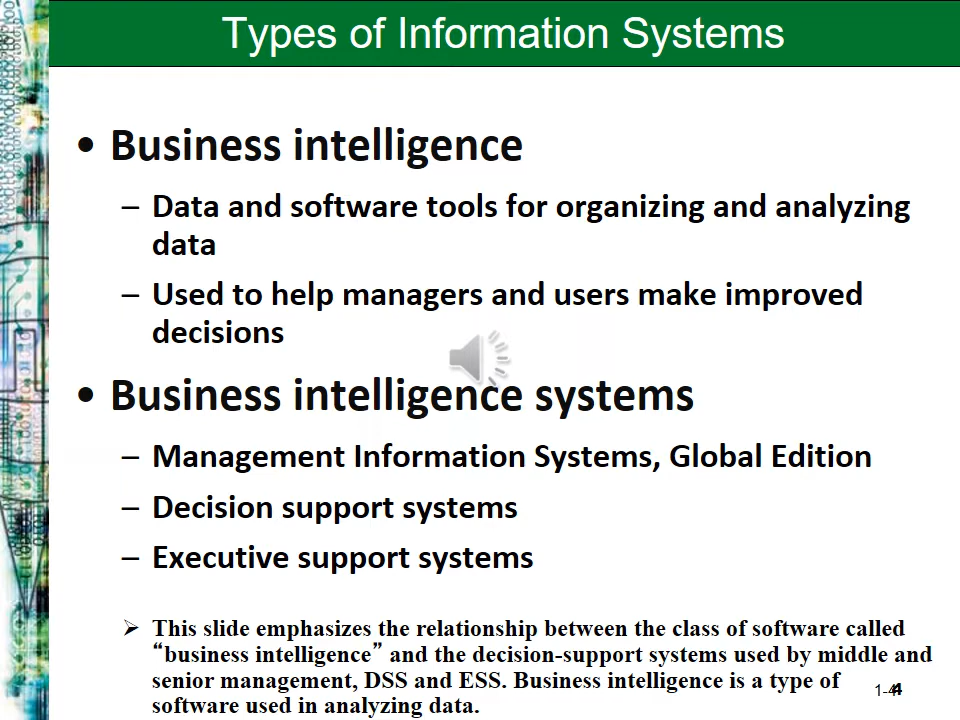 Types of Information Systems
• Business intelligence
– Data and software tools for organizing and analyzing
data
– Used to help managers and users make improved
decisions
• Business intelligence systems
– Management Information Systems, Global Edition
– Decision support systems
– Executive support systems
➢ This slide emphasizes the relationship between the class of software called
“business intelligence” and the decision-support systems used by middle and
senior management, DSS and ESS. Business intelligence is a type of
software used in analyzing data.
1-4